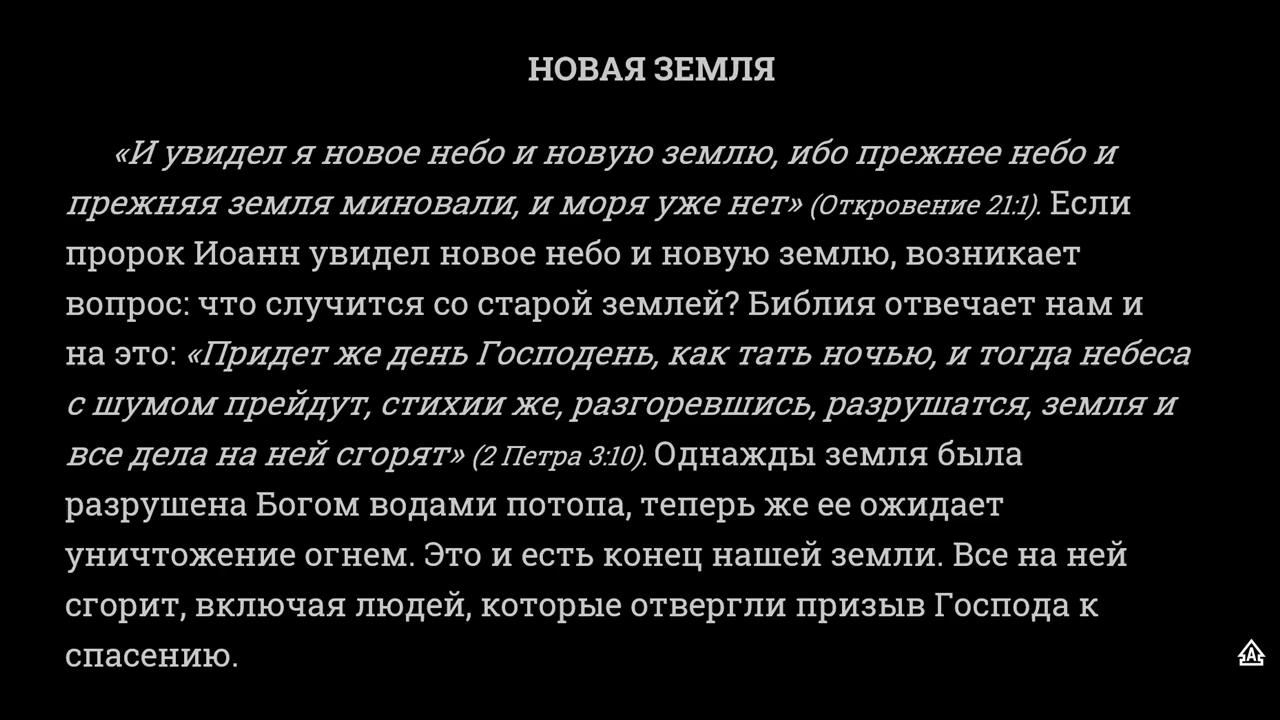 НОВАЯ ЗЕМЛЯ
«И увидел я новое небо и новую землю, ибо прежнее небо и
прежняя земля миновали, и моря уже нет» (Откровение 21:1). Если
пророк Иоанн увидел новое небо и новую землю, возникает
вопрос: что случится со старой землей? Библия отвечает нам и
на это: «Придет же день Господень, как тать ночью, и тогда небеса
с шумом прейдут, стихии же, разгоревшись, разрушатся, земля и
все дела на ней сгорят» (2 Петра 3:10). Однажды земля была
разрушена Богом водами потопа, теперь же ее ожидает
уничтожение огнем. Это и есть конец нашей земли. Все на ней
сгорит, включая людей, которые отвергли призыв Господа к
спасению.
А